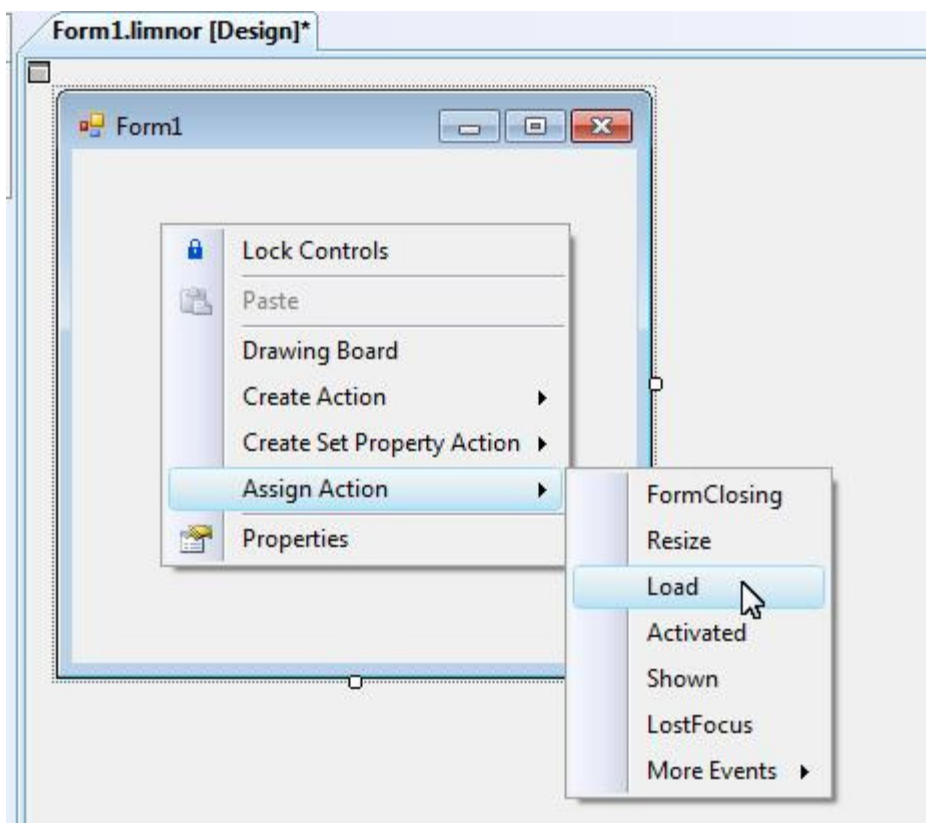 Form1.limnor [Design]*
Form1
Lock Controls
Paste
Drawing Board
Create Action
Create Set Property Action
Assign Action
Properties
FormClosing
Resize
Load
Activated
Shown
LostFocus
More Events